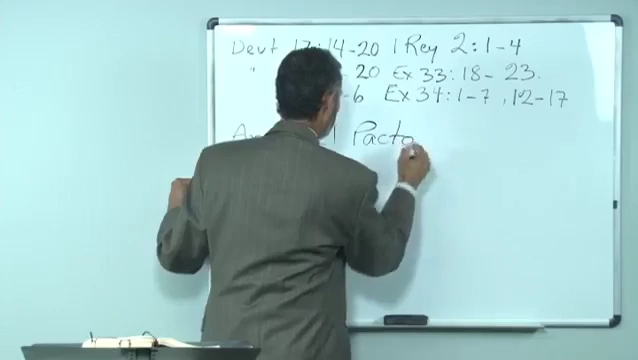 Deut 17:14-20 1 Rey 2:1-4
" 20 Ex 33:18-23.
-6 Ex 34:1-7, 12-17
Pacto